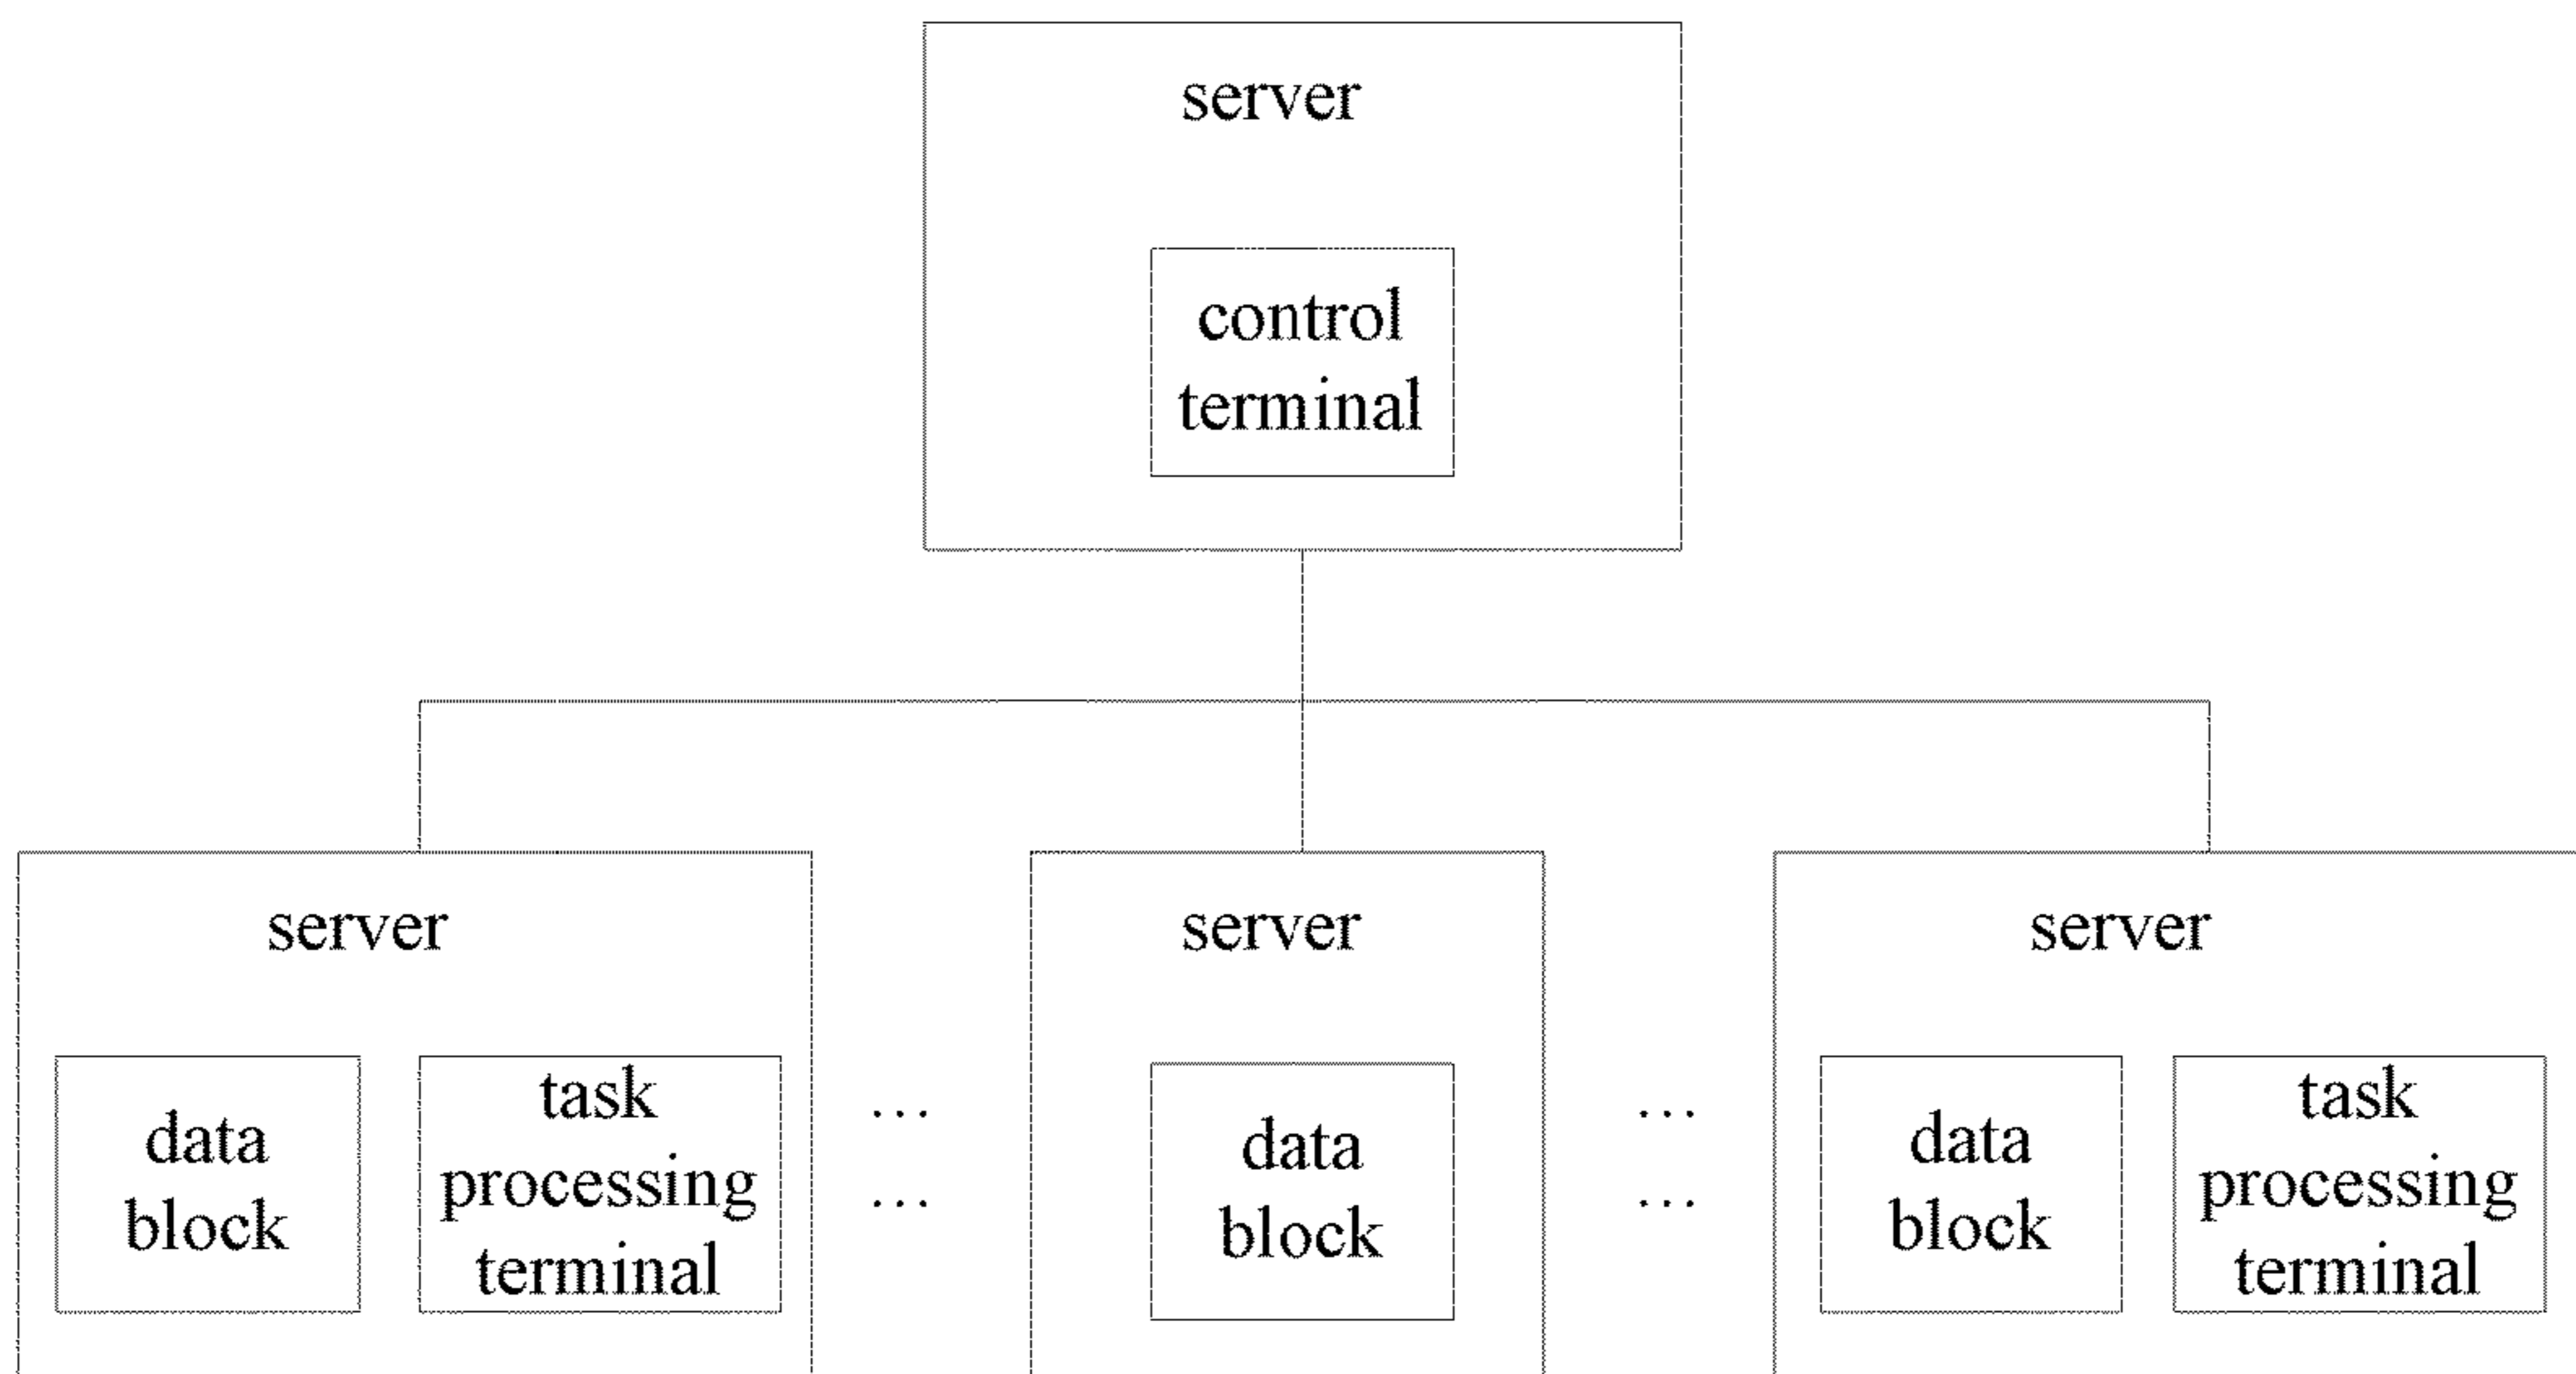 server
control
terminal
server
data
block
task
processing
terminal
...
...
server
data
block
...
...
server
data
block
task
processing
terminal